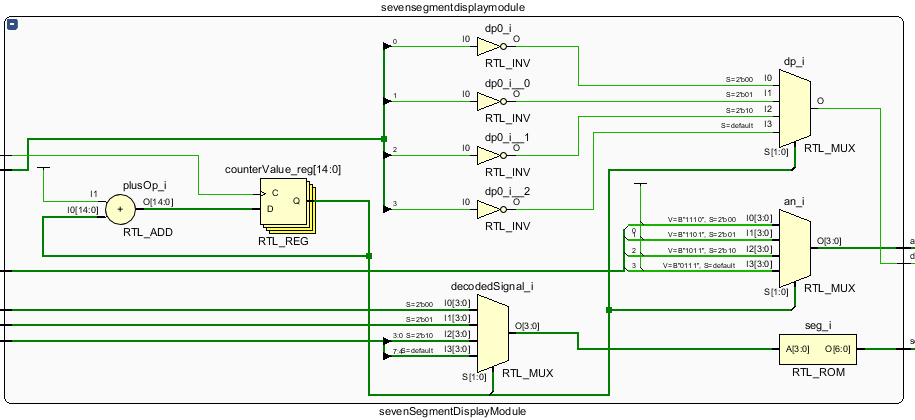 sevensegmentdisplaymodule
dp0_i
I0 O
RTL_INV
0
dp0_i__0
I0 O
RTL_INV
1
dp0_i__1
I0 O
RTL_INV
2
dp0_i__2
I0 O
RTL_INV
3
dp_i
S=2'b00 I0
S=2'b01 I1
S=2'b10 I2
S=default I3
O
S[1:0]
RTL_MUX
plusOp_i
I1
I0[14:0]
+
O[14:0]
RTL_ADD
counterValue_reg[14:0]
C
D
Q
RTL_REG
an_i
V=B"1110", S=2'b00 I0[3:0]
V=B"1101", S=2'b01 I1[3:0]
V=B"1011", S=2'b10 I2[3:0]
V=B"0111", S=default I3[3:0]
2
3
O[3:0]
S[1:0]
RTL_MUX
a
d
decodedSignal_i
S=2'b00 I0[3:0]
S=2'b01 I1[3:0]
3:0 S=2'b10 I2[3:0]
S=default I3[3:0]
O[3:0]
S[1:0]
RTL_MUX
seg_i
A[3:0] O[6:0]
RTL_ROM
sevenSegmentDisplayModule